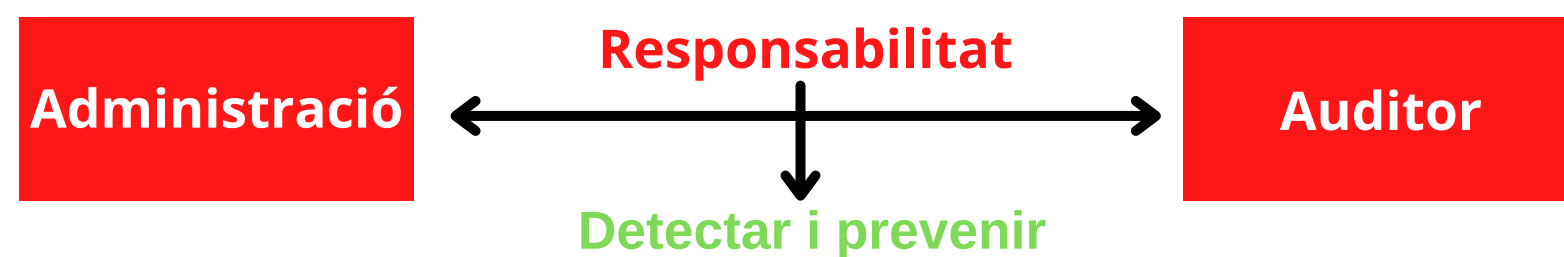 Administració
Responsabilitat
Auditor
Detectar i prevenir